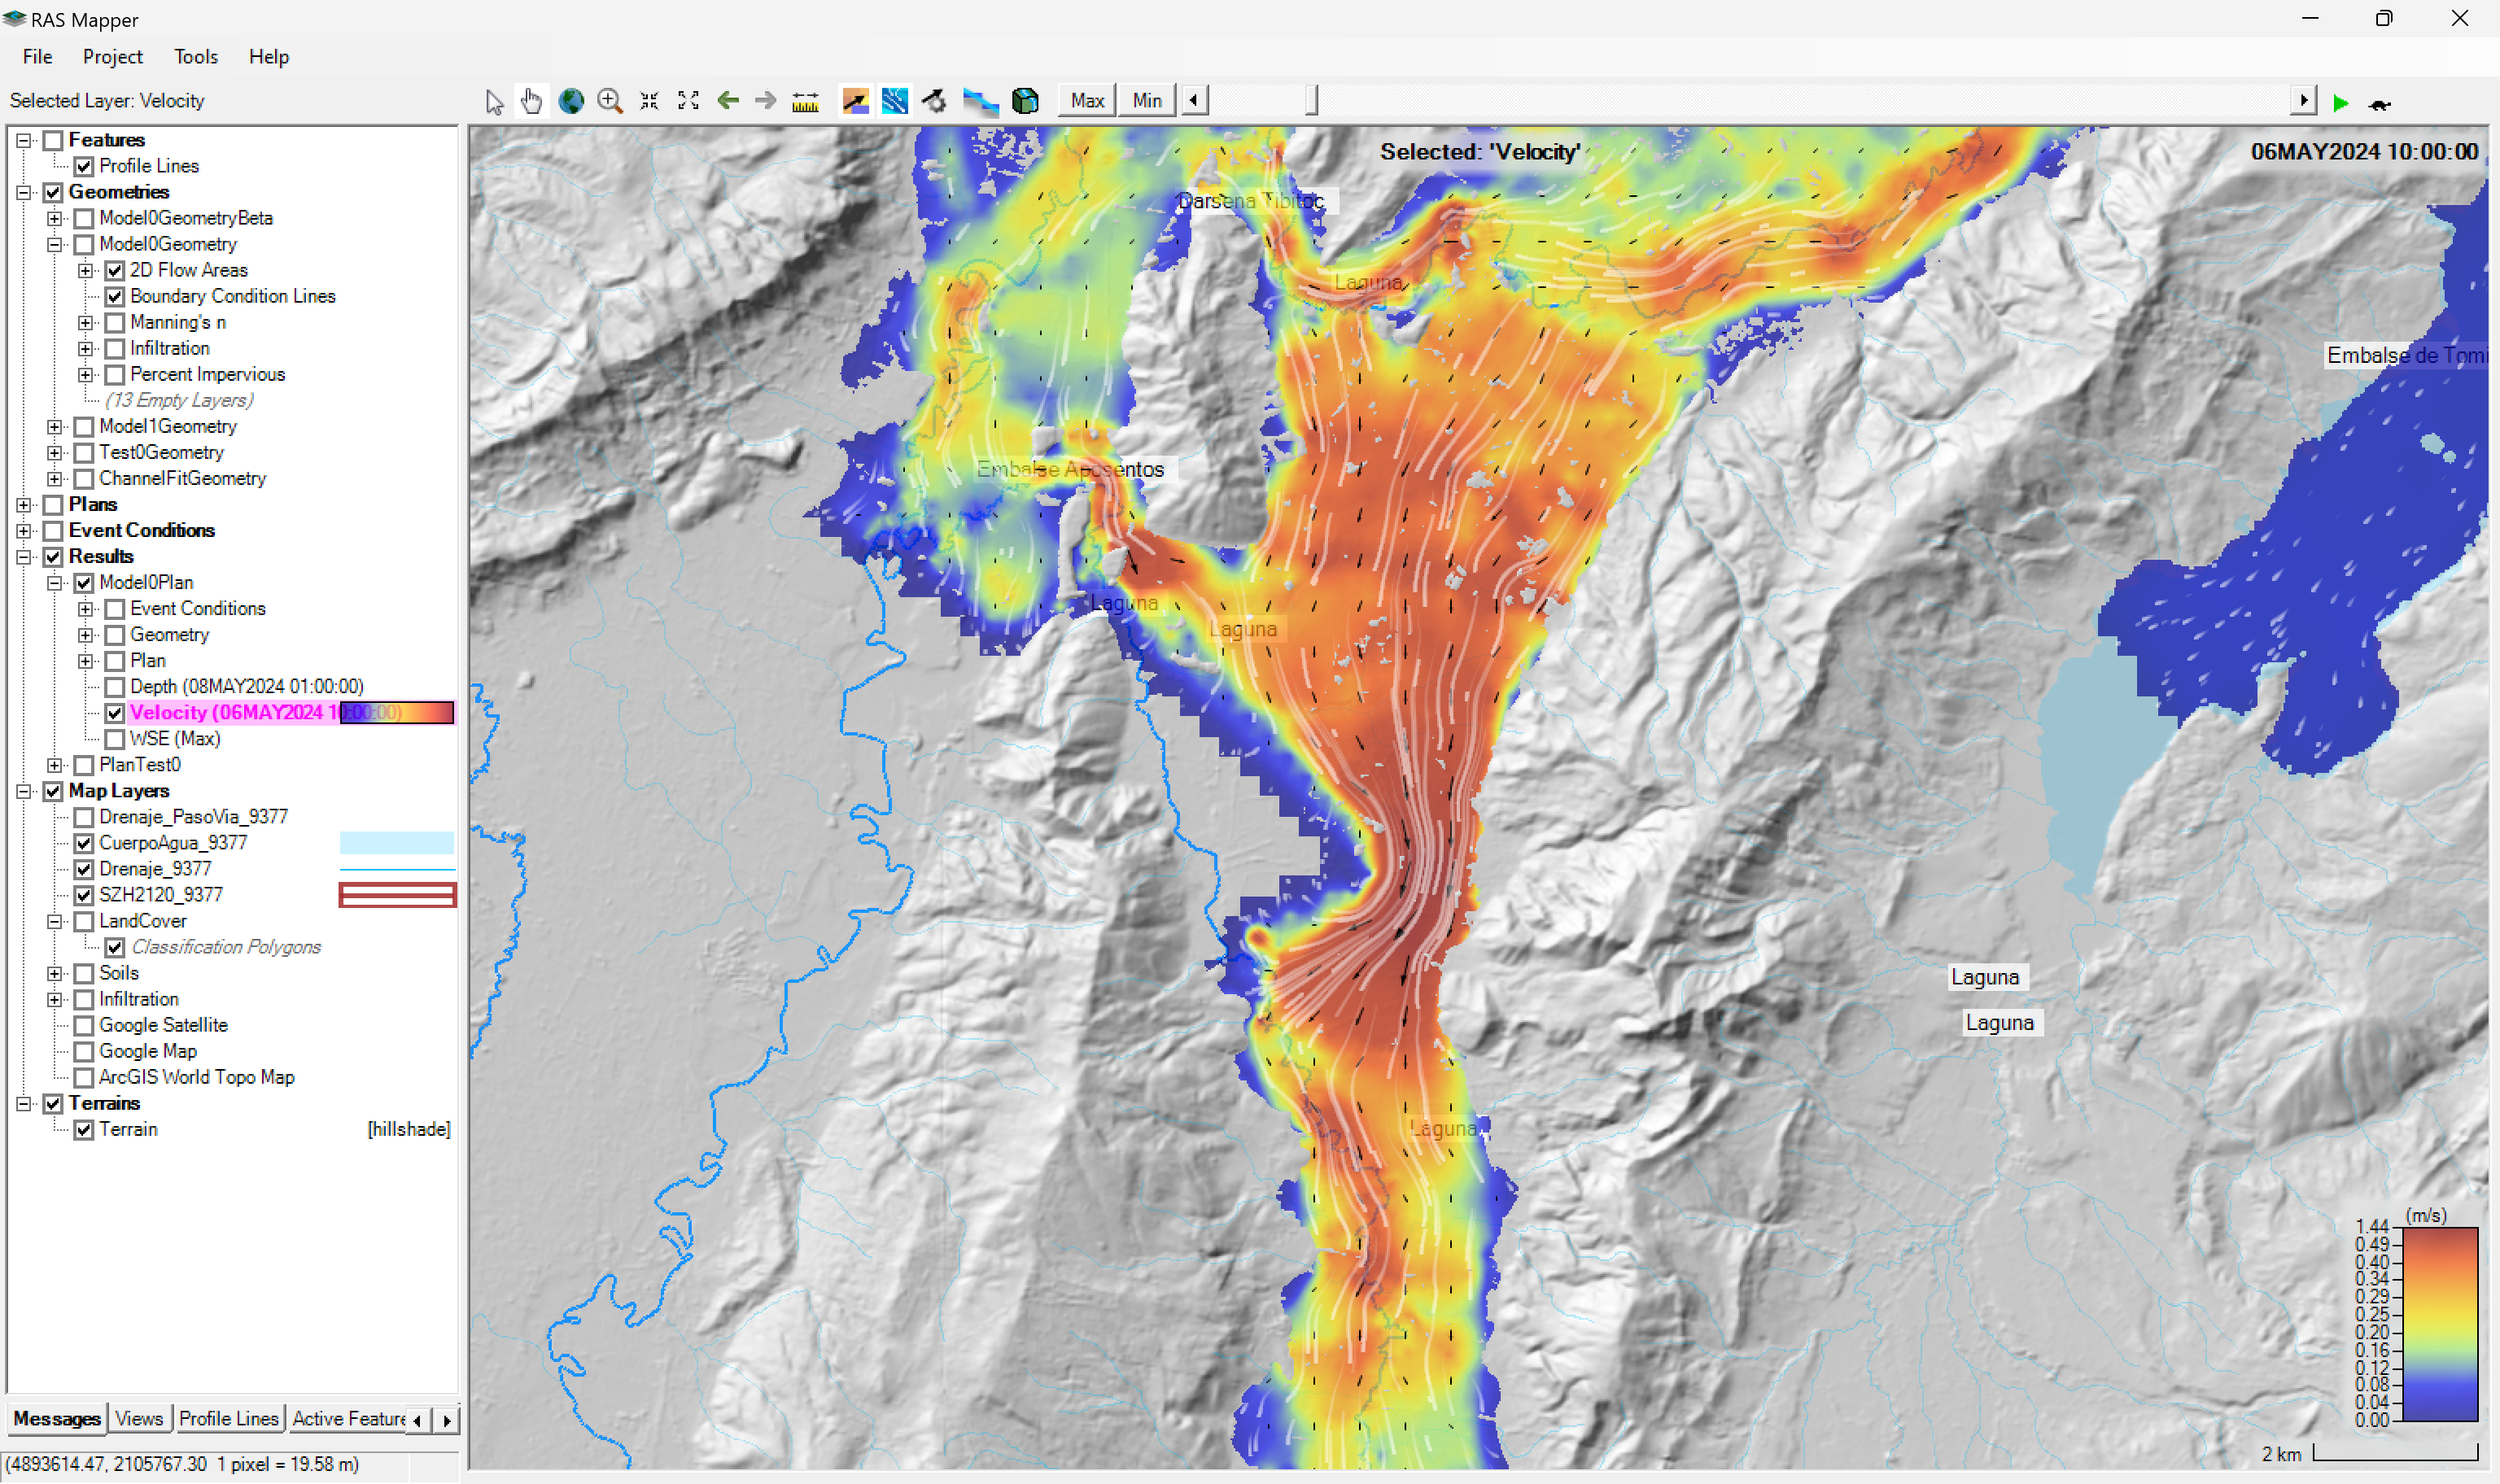 RAS Mapper
File Project Tools Help
Selected Layer: Velocity
Max Min
Features
Profile Lines
Geometries
Model0GeometryBeta
Model0Geometry
2D Flow Areas
Boundary Condition Lines
Manning's n
Infiltration
Percent Impervious
(13 Empty Layers)
Model1Geometry
Test0Geometry
ChannelFitGeometry
Plans
Event Conditions
Results
Model0Plan
Event Conditions
Geometry
Plan
Depth (08MAY2024 01:00:00)
Velocity (06MAY2024 10:00:00)
WSE (Max)
PlanTest0
Map Layers
Drenaje_PasoVia_9377
CuerpoAgua_9377
Drenaje_9377
SZH2120_9377
LandCover
Classification Polygons
Soils
Infiltration
Google Satellite
Google Map
ArcGIS World Topo Map
Terrains
Terrain [hillshade]
Messages Views Profile Lines Active Feature
(4893614.47, 2105767.30 1 pixel = 19.58 m)
Selected: 'Velocity'
06MAY2024 10:00:00
Darsena Tibitoc
Laguna
Embalse de Tomi
Embalse Aposentos
Laguna
Laguna
Laguna
Laguna
Laguna
(m/s)
1.44
0.49
0.40
0.34
0.29
0.25
0.20
0.16
0.12
0.08
0.04
0.00
2 km